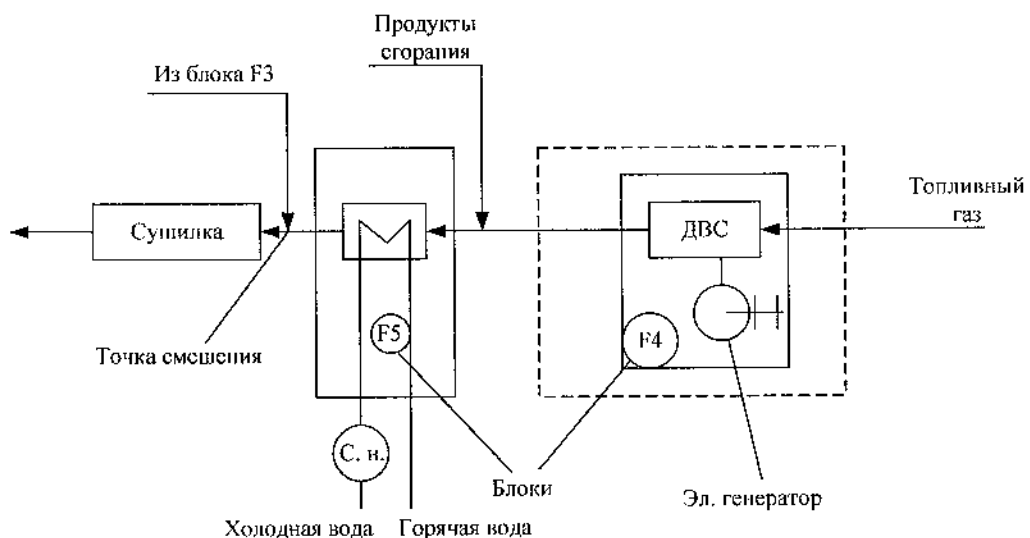 Продукты
сгорания
Из блока F3
Топливный
газ
Сушилка
ДВС
F5
F4
Точка смешения
С. н.
Блоки
Эл. генератор
Холодная вода
Горячая вода